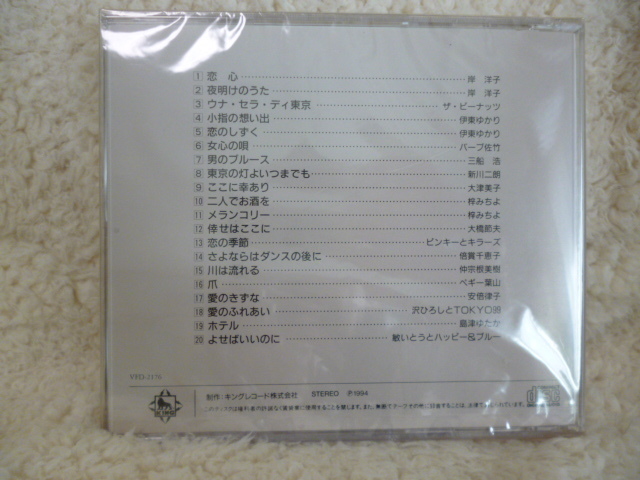 1 恋　心 岸　洋子
2 夜明けのうた 岸　洋子
3 ウナ・セラ・ディ東京 ザ・ピーナッツ
4 小指の想い出 伊東ゆかり
5 恋のしずく 伊東ゆかり
6 女心の唄 バーブ佐竹
7 男のブルース 三船　浩
8 東京の灯よいつまでも 新川二朗
9 ここに幸あり 大津美子
10 二人でお酒を 梓みちよ
11 メランコリー 梓みちよ
12 倖せはここに 大橋節夫
13 恋の季節 ピンキーとキラーズ
14 さよならはダンスの後に 倍賞千恵子
15 川は流れる 仲宗根美樹
16 爪 ペギー葉山
17 愛のきずな 安倍律子
18 愛のふれあい 沢ひろしとTOKYO99
19 ホテル 島津ゆたか
20 よせばいいのに 敏いとうとハッピー&ブルー
VFD-2176
制作：キングレコード株式会社 STEREO ℗1994